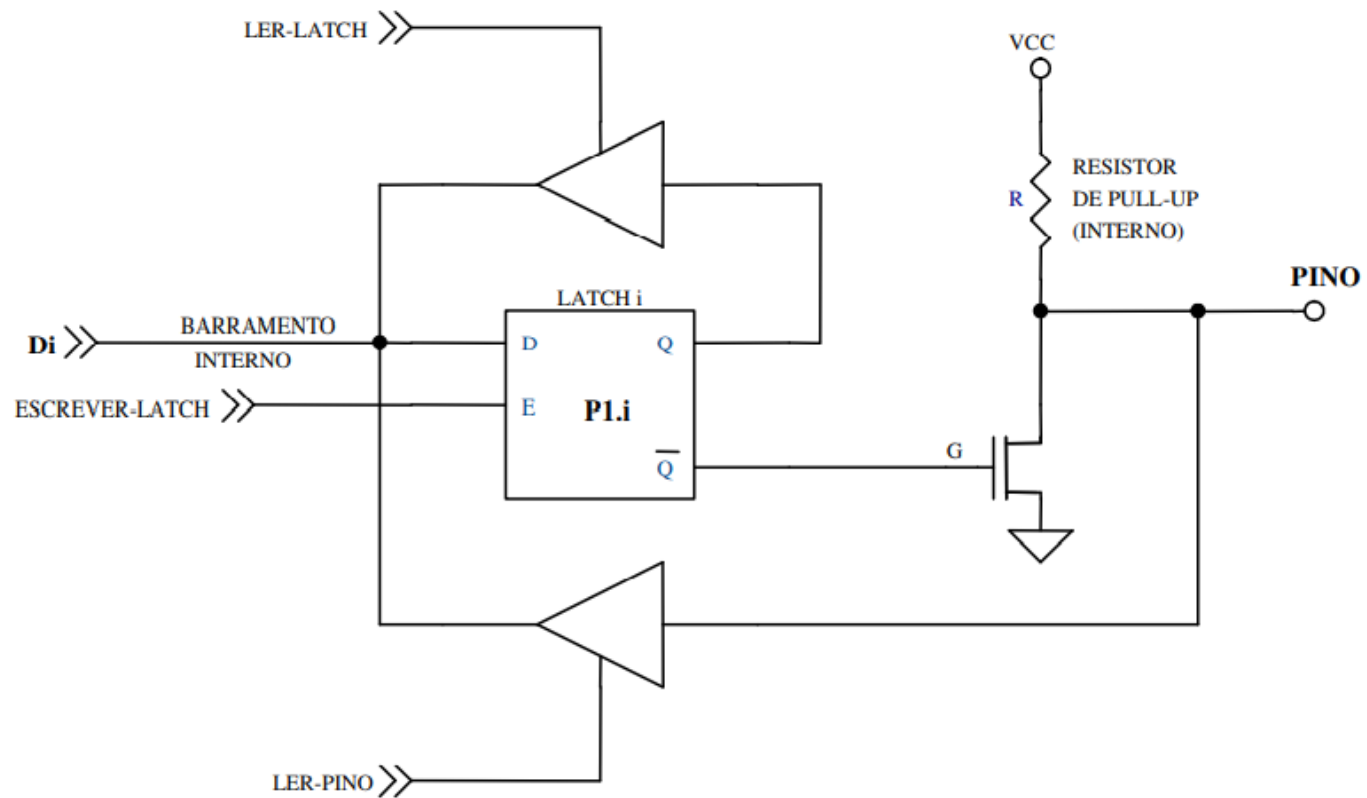 LER-LATCH
VCC
RESISTOR
R
DE PULL-UP
(INTERNO)
PINO
LATCH i
BARRAMENTO
Di
INTERNO
D
Q
ESCREVER-LATCH
E
P1.i
Q
G
LER-PINO